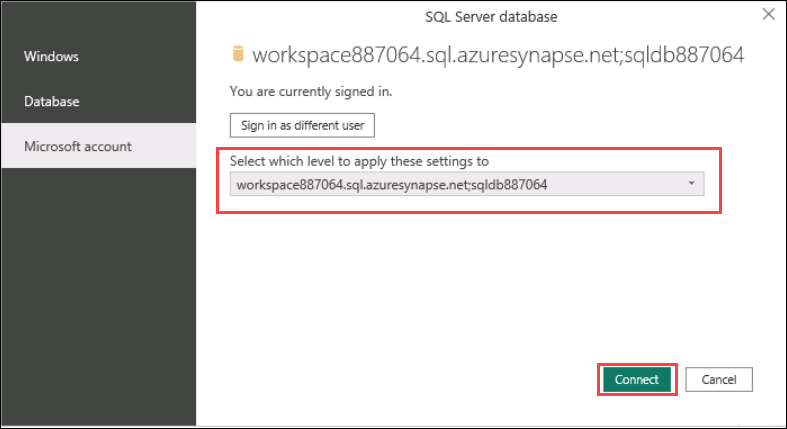 SQL Server database
Windows
Database
Microsoft account
workspace887064.sql.azuresynapse.net;sqldb887064
You are currently signed in.
Sign in as different user
Select which level to apply these settings to
workspace887064.sql.azuresynapse.net;sqldb887064
Connect
Cancel